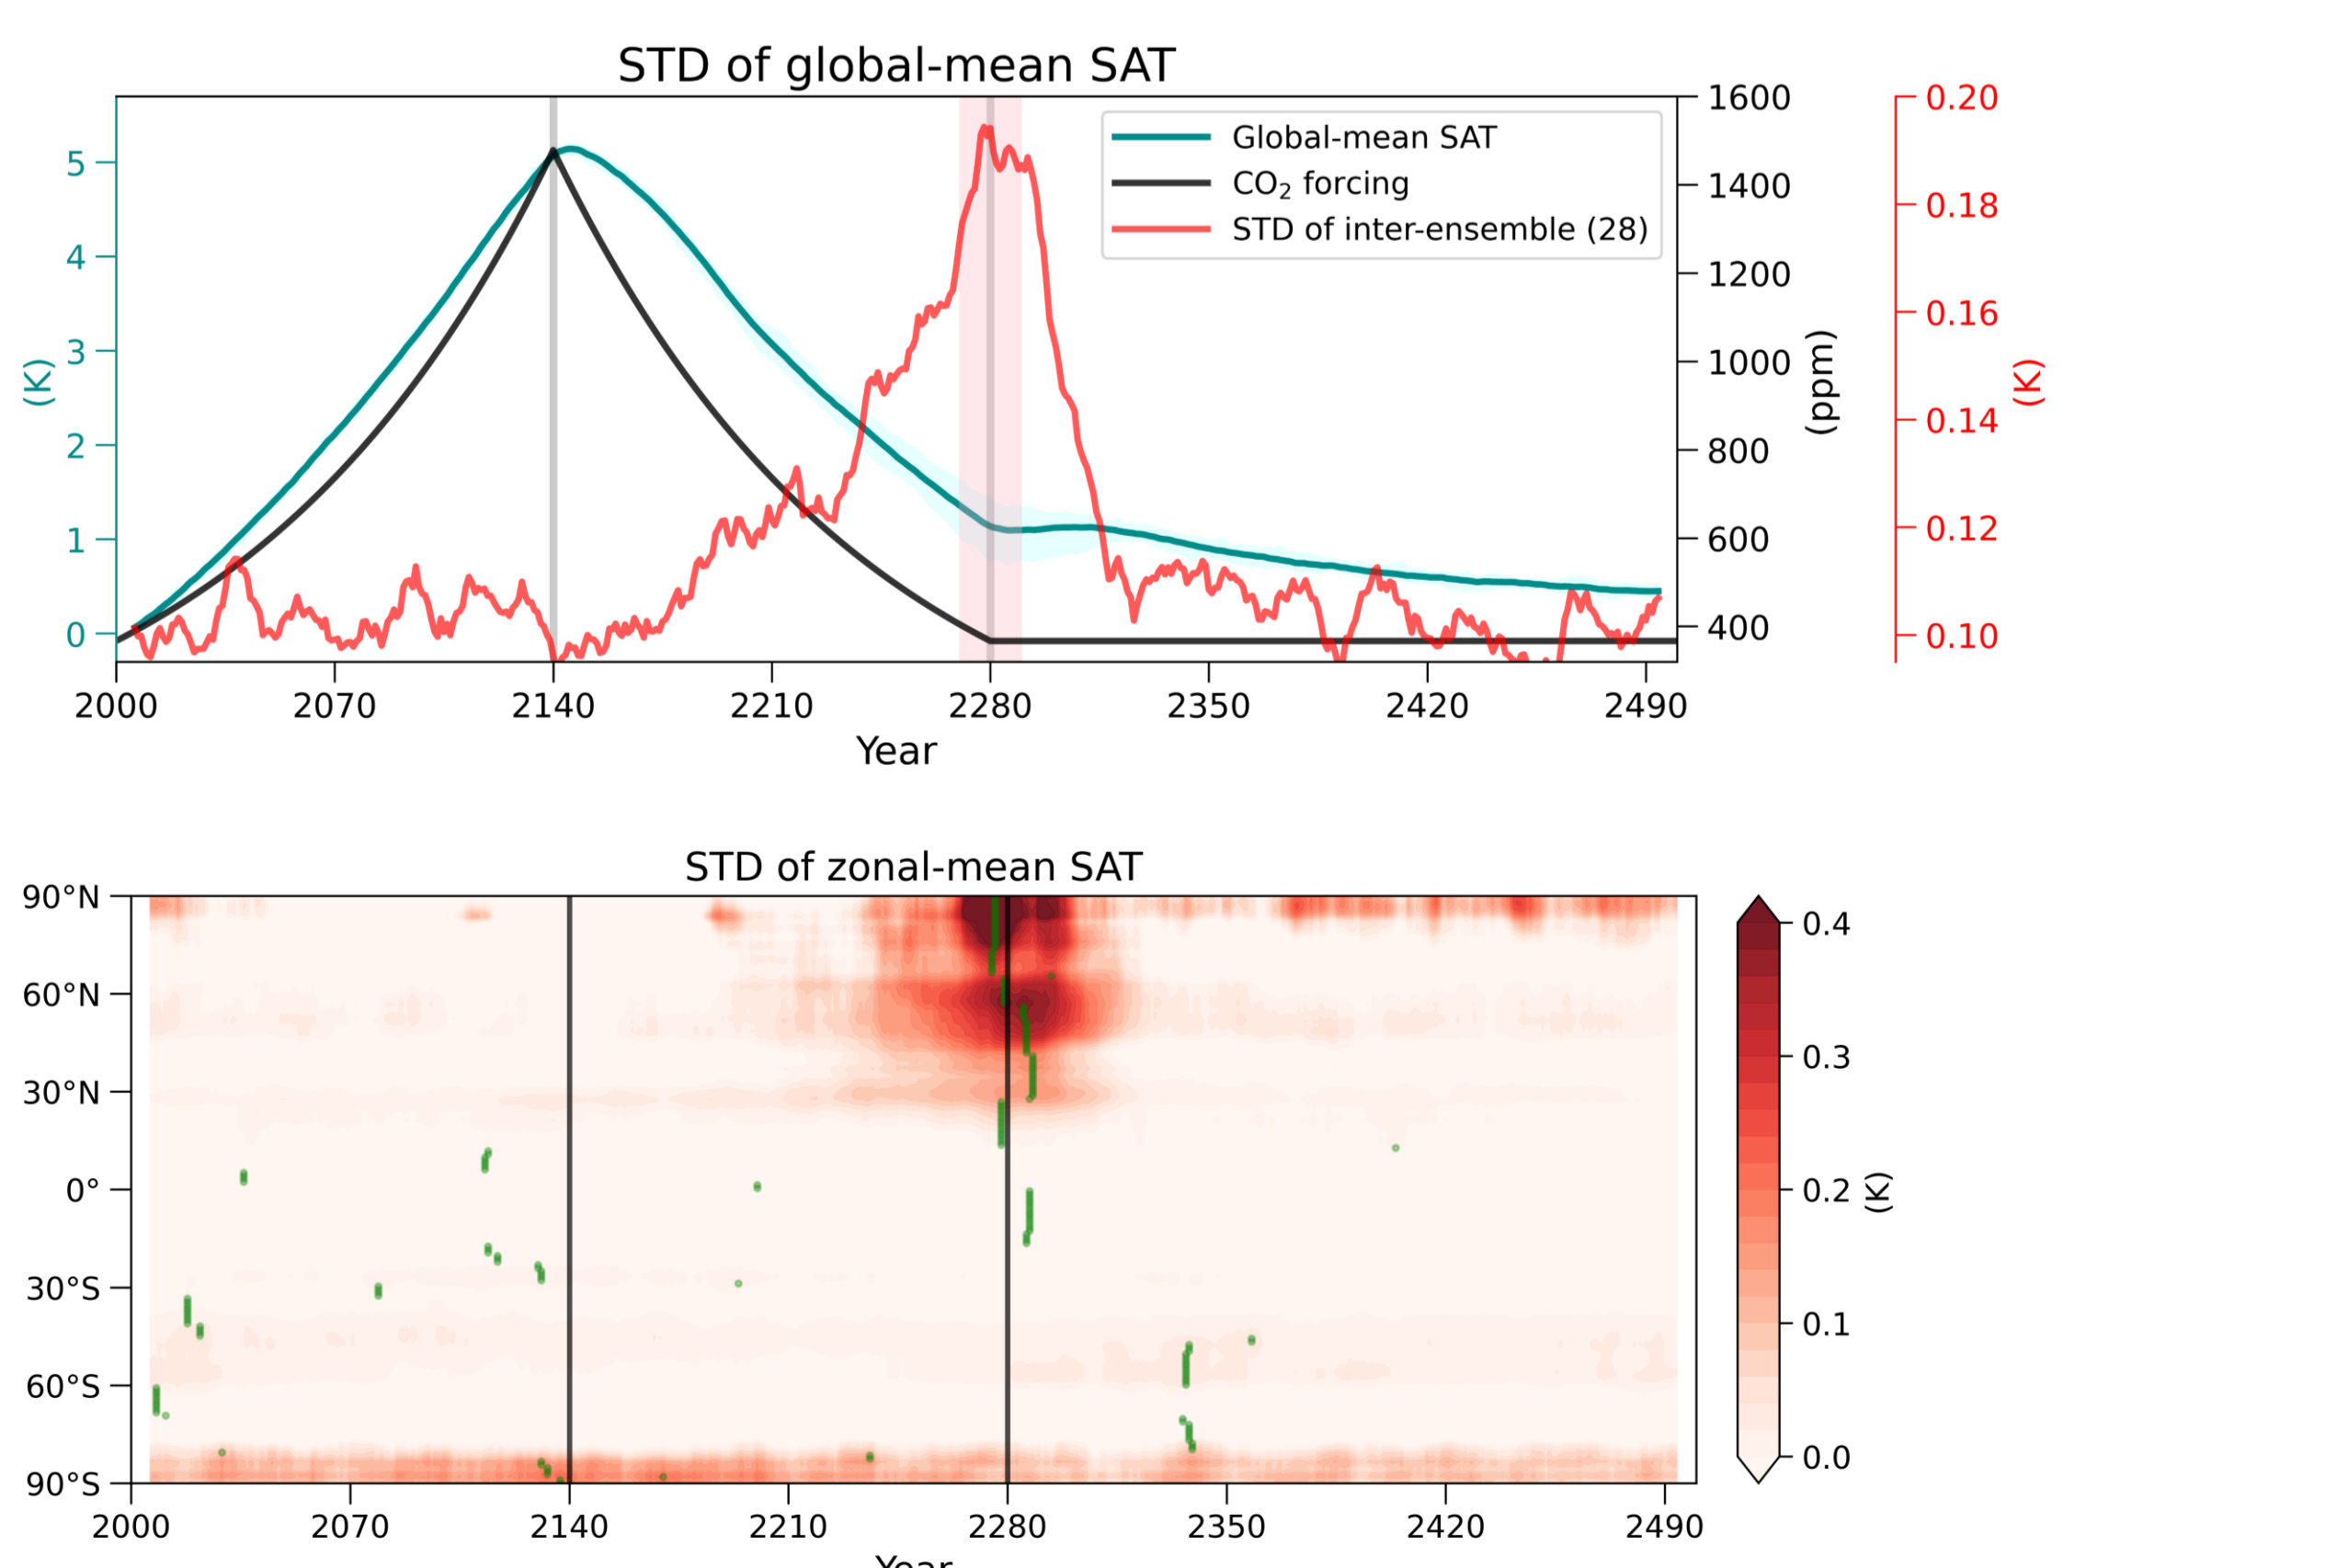 STD of global-mean SAT
Global-mean SAT
CO₂ forcing
STD of inter-ensemble (28)
5
4
3
2
1
0
(K)
1600
1400
1200
1000
800
600
400
(ppm)
0.20
0.18
0.16
0.14
0.12
0.10
(K)
2000 2070 2140 2210 2280 2350 2420 2490
Year
STD of zonal-mean SAT
90°N
60°N
30°N
0°
30°S
60°S
90°S
0.4
0.3
0.2
0.1
0.0
(K)
2000 2070 2140 2210 2280 2350 2420 2490
Year